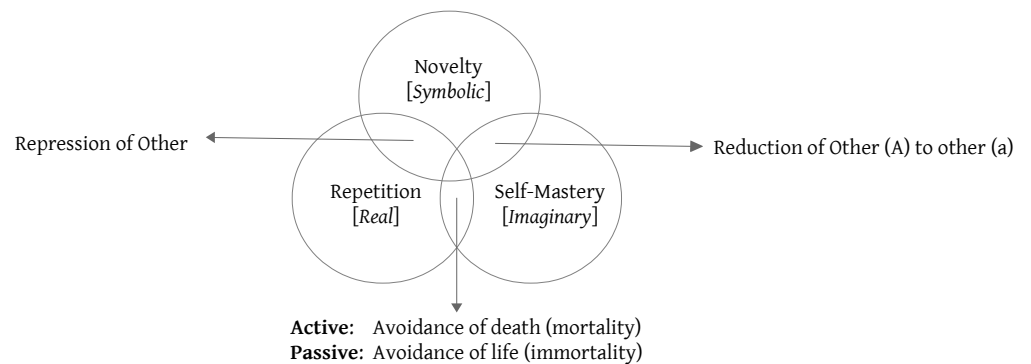 Novelty
[Symbolic]
Repression of Other
Reduction of Other (A) to other (a)
Repetition
[Real]
Self-Mastery
[Imaginary]
Active: Avoidance of death (mortality)
Passive: Avoidance of life (immortality)